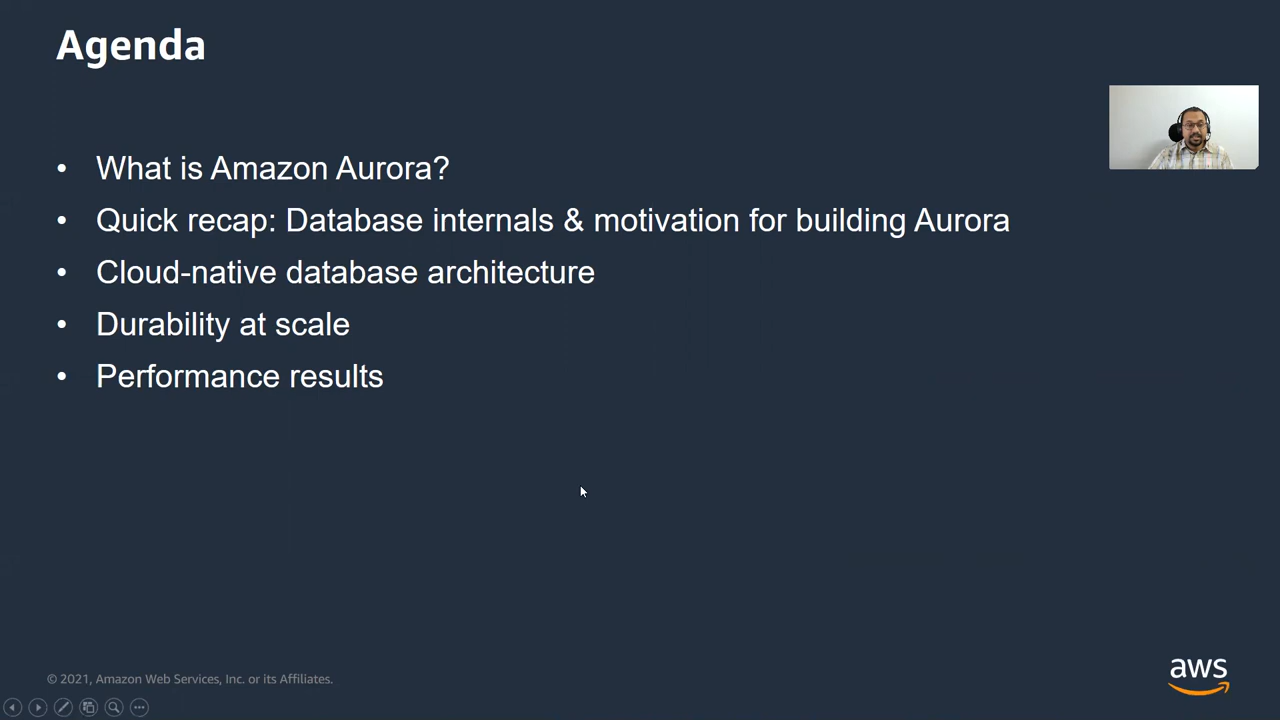 Agenda
• What is Amazon Aurora?
• Quick recap: Database internals & motivation for building Aurora
• Cloud-native database architecture
• Durability at scale
• Performance results
© 2021, Amazon Web Services, Inc. or its Affiliates.
aws